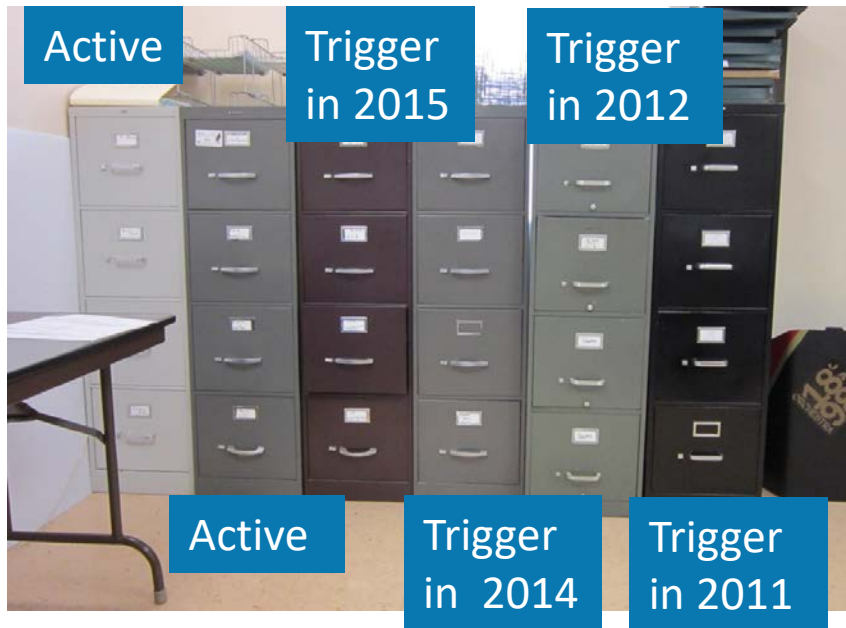 Active
Trigger
in 2015
Trigger
in 2012
Active
Trigger
in 2014
Trigger
in 2011